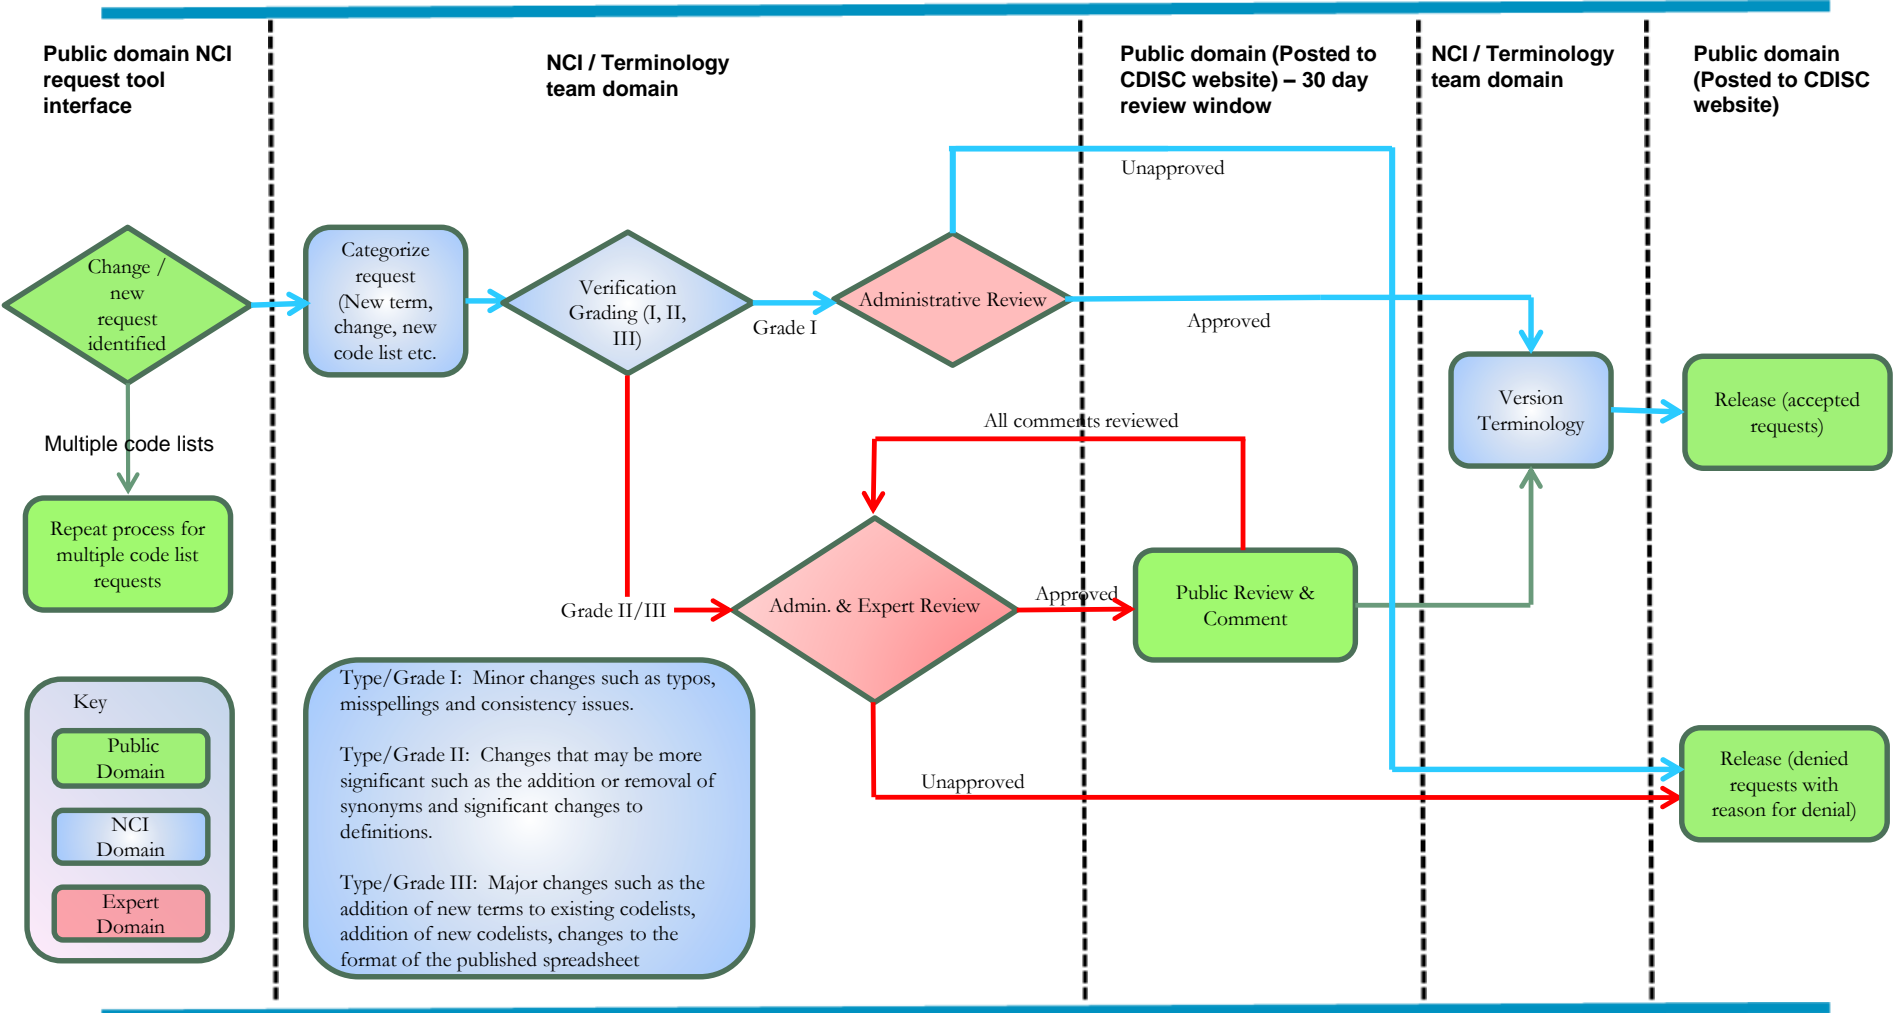 Public domain NCI
request tool
interface
NCI / Terminology
team domain
Public domain (Posted to
CDISC website) – 30 day
review window
NCI / Terminology
team domain
Public domain
(Posted to CDISC
website)
Unapproved
Change /
new
request
identified
Categorize
request
(New term,
change, new
code list etc.
Verification
Grading (I, II,
III)
Grade I
Administrative Review
Approved
Version
Terminology
Release (accepted
requests)
Multiple code lists
All comments reviewed
Repeat process for
multiple code list
requests
Grade II/III
Admin. & Expert Review
Approved
Public Review &
Comment
Unapproved
Release (denied
requests with
reason for denial)
Key
Public
Domain
NCI
Domain
Expert
Domain
Type/Grade I:  Minor changes such as typos,
misspellings and consistency issues.
Type/Grade II:  Changes that may be more
significant such as the addition or removal of
synonyms and significant changes to
definitions.
Type/Grade III:  Major changes such as the
addition of new terms to existing codelists,
addition of new codelists, changes to the
format of the published spreadsheet